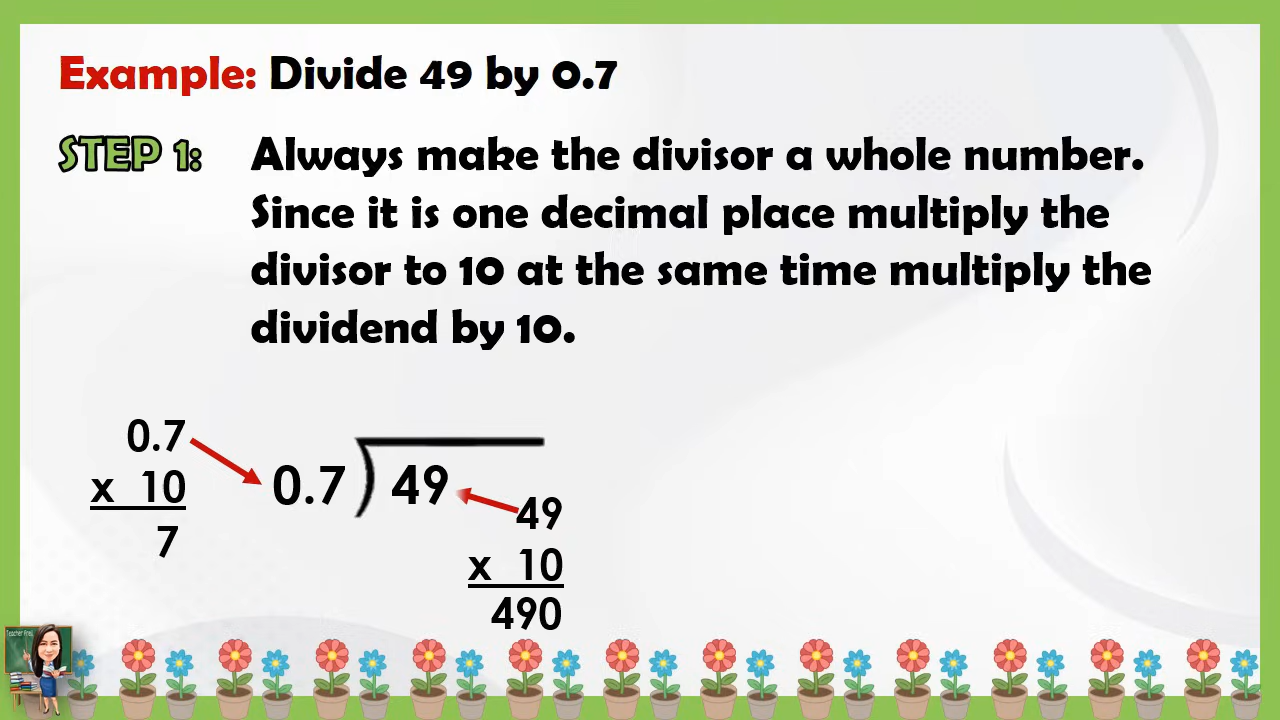 Example: Divide 49 by 0.7
STEP 1: Always make the divisor a whole number.
Since it is one decimal place multiply the
divisor to 10 at the same time multiply the
dividend by 10.
0.7
x 10
7
0.7 49
49
x 10
490
Teacher